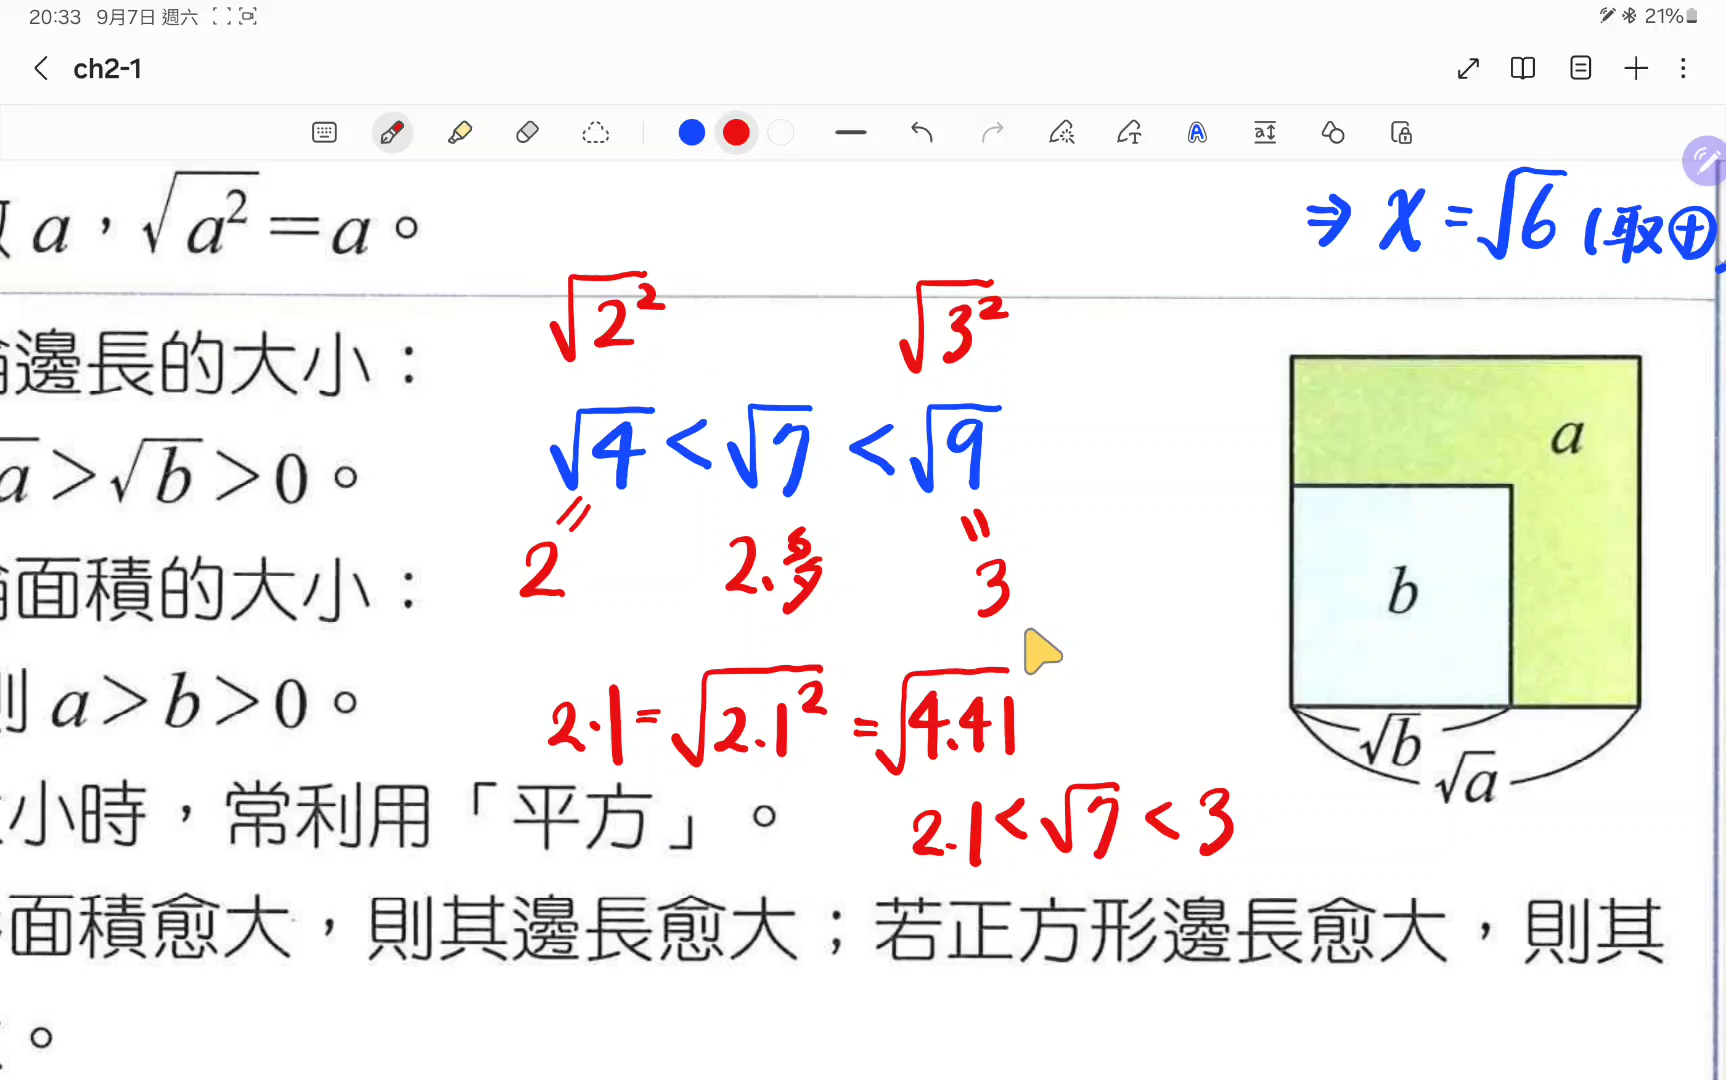 20:33 9月7日 週六 21%
ch2-1
a，√a² = a。
⇒ x = √6 (取⊕
√2² √3²
邊長的大小：
√4 < √7 < √9
a > √b > 0。
2 2.多 3
面積的大小：
2.1 = √2.1² = √4.41
則 a > b > 0。
2.1 < √7 < 3
小時，常利用「平方」。
面積愈大，則其邊長愈大；若正方形邊長愈大，則其
。
a
b
√b
√a